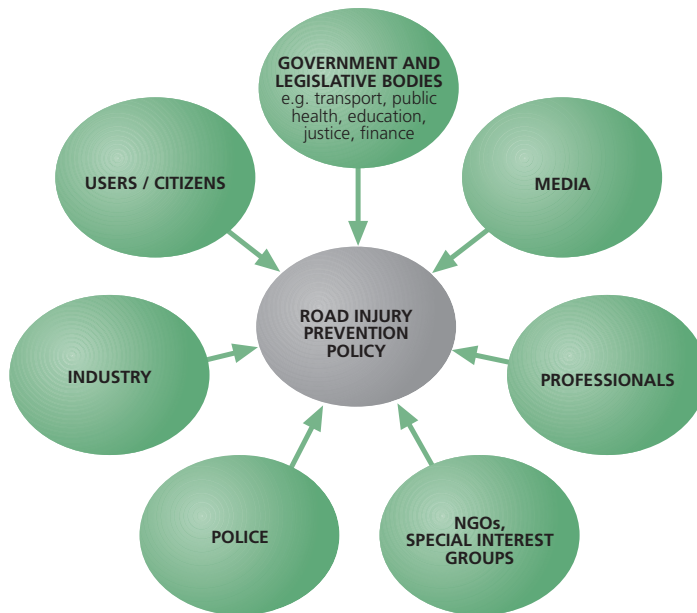 GOVERNMENT AND
LEGISLATIVE BODIES
e.g. transport, public
health, education,
justice, finance
USERS / CITIZENS
MEDIA
ROAD INJURY
PREVENTION
POLICY
INDUSTRY
PROFESSIONALS
POLICE
NGOs,
SPECIAL INTEREST
GROUPS